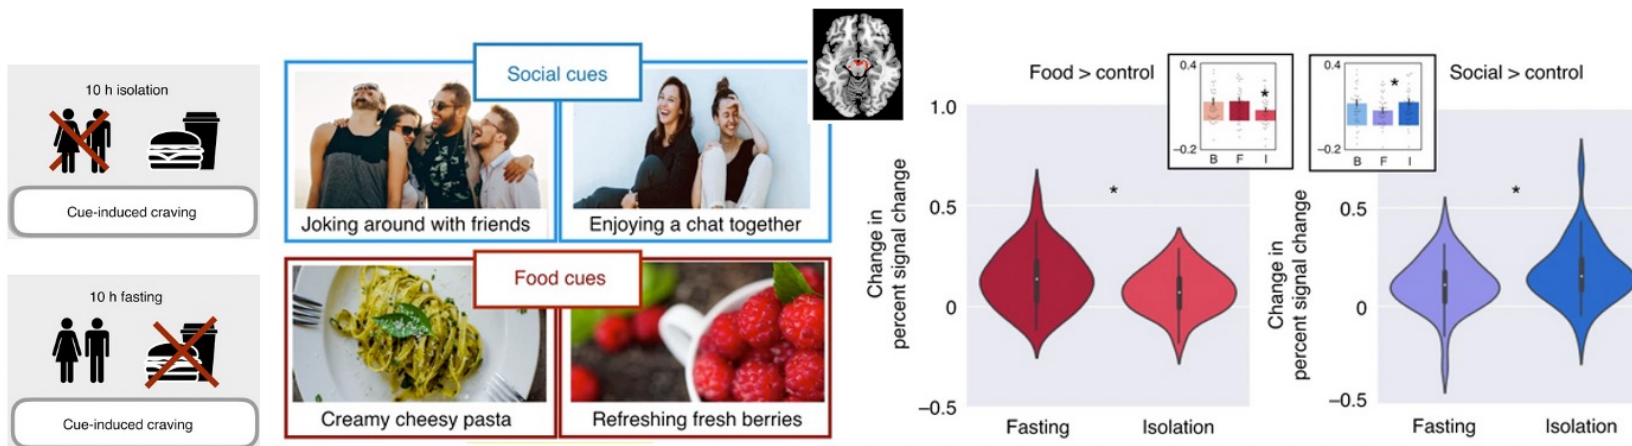 10 h isolation
Cue-induced craving
10 h fasting
Cue-induced craving
Social cues
Joking around with friends
Enjoying a chat together
Food cues
Creamy cheesy pasta
Refreshing fresh berries
Food > control
0.4
*
−0.2
B F I
Change in
percent signal change
1.0
0.5
0
−0.5
*
Fasting Isolation
Social > control
0.4
*
−0.2
B F I
Change in
percent signal change
0.5
0
−0.5
*
Fasting Isolation